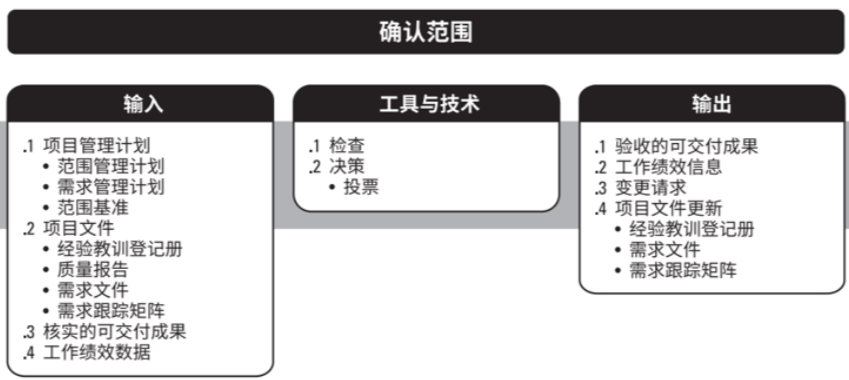 确认范围
输入
.1 项目管理计划
• 范围管理计划
• 需求管理计划
• 范围基准
.2 项目文件
• 经验教训登记册
• 质量报告
• 需求文件
• 需求跟踪矩阵
.3 核实的可交付成果
.4 工作绩效数据
工具与技术
.1 检查
.2 决策
• 投票
输出
.1 验收的可交付成果
.2 工作绩效信息
.3 变更请求
.4 项目文件更新
• 经验教训登记册
• 需求文件
• 需求跟踪矩阵